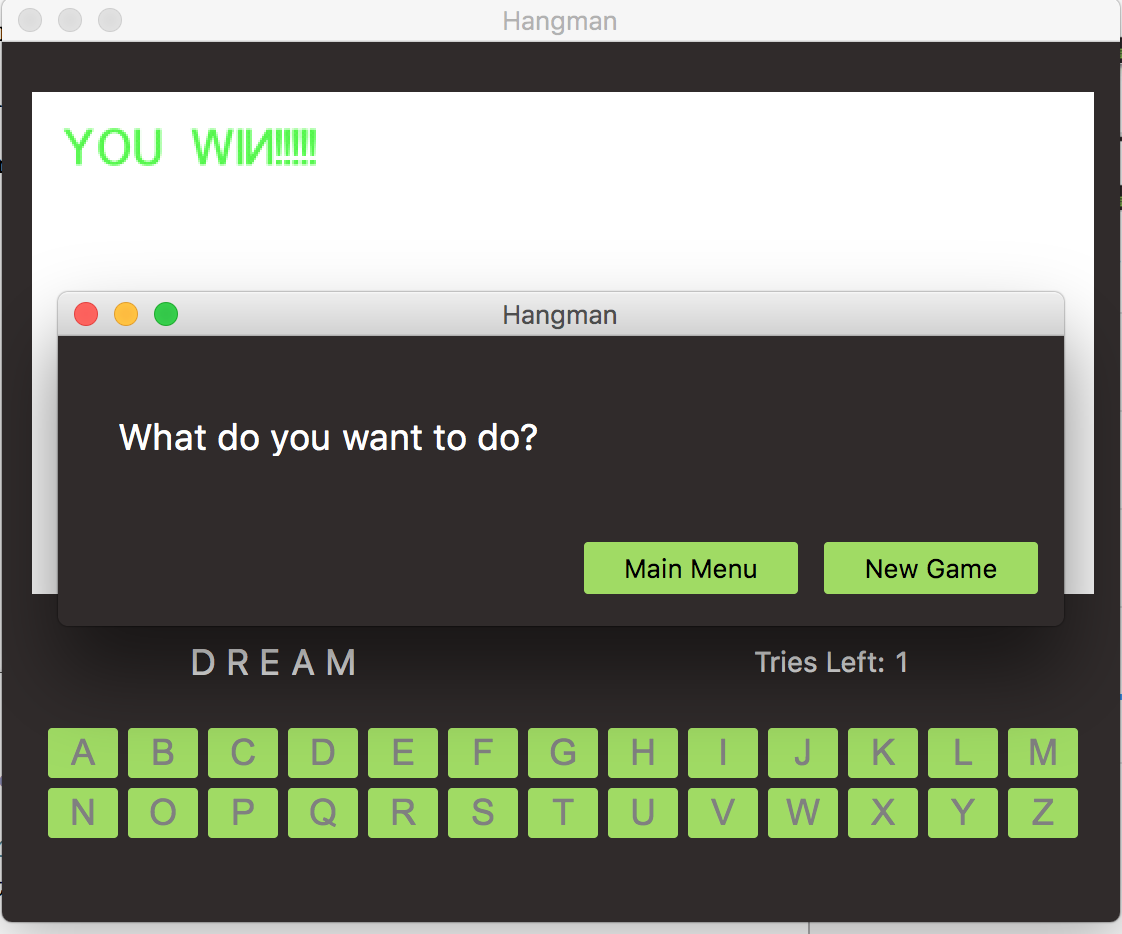 Hangman
YOU WIN!!!!!
Hangman
What do you want to do?
Main Menu New Game
D R E A M Tries Left: 1
A B C D E F G H I J K L M
N O P Q R S T U V W X Y Z